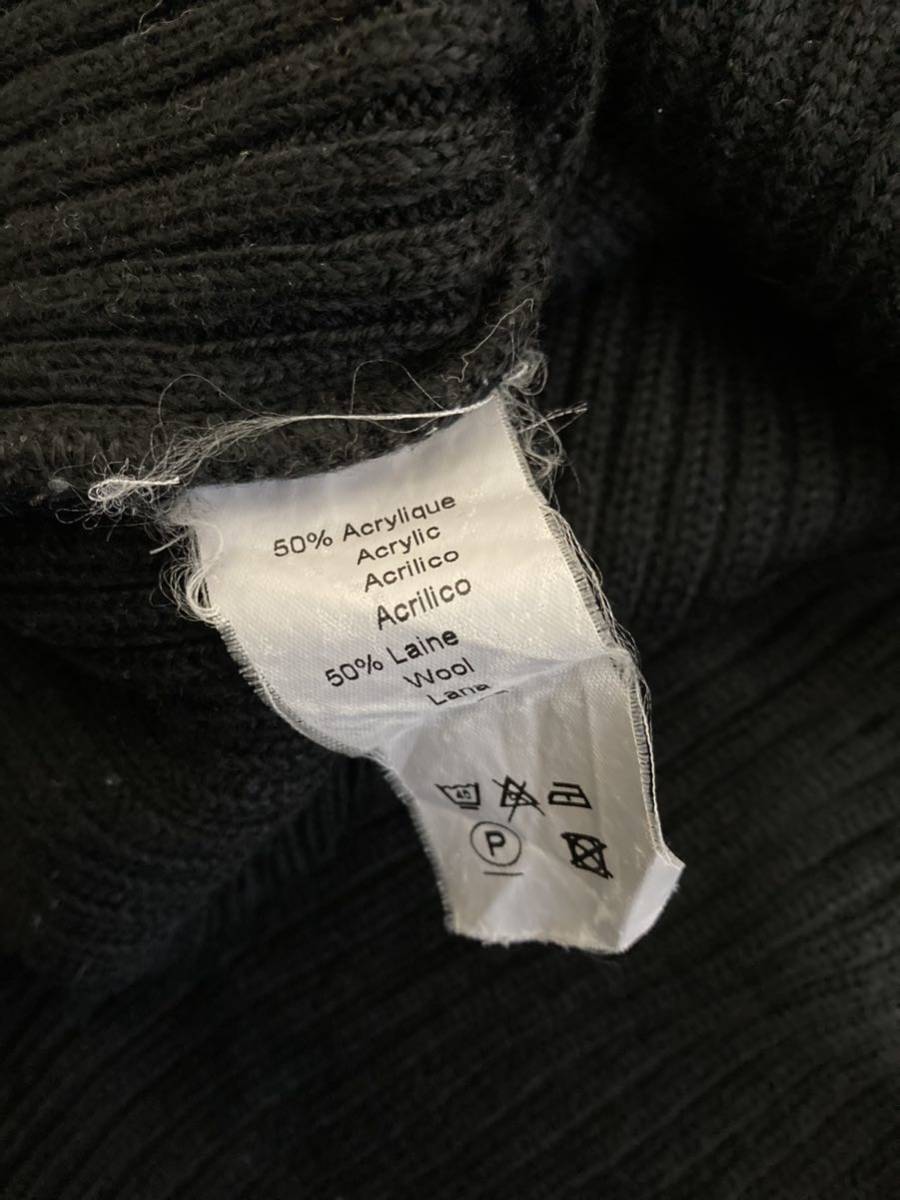 50% Acrylique
Acrylic
Acrilico
Acrilico
50% Laine
Wool
Lana
P